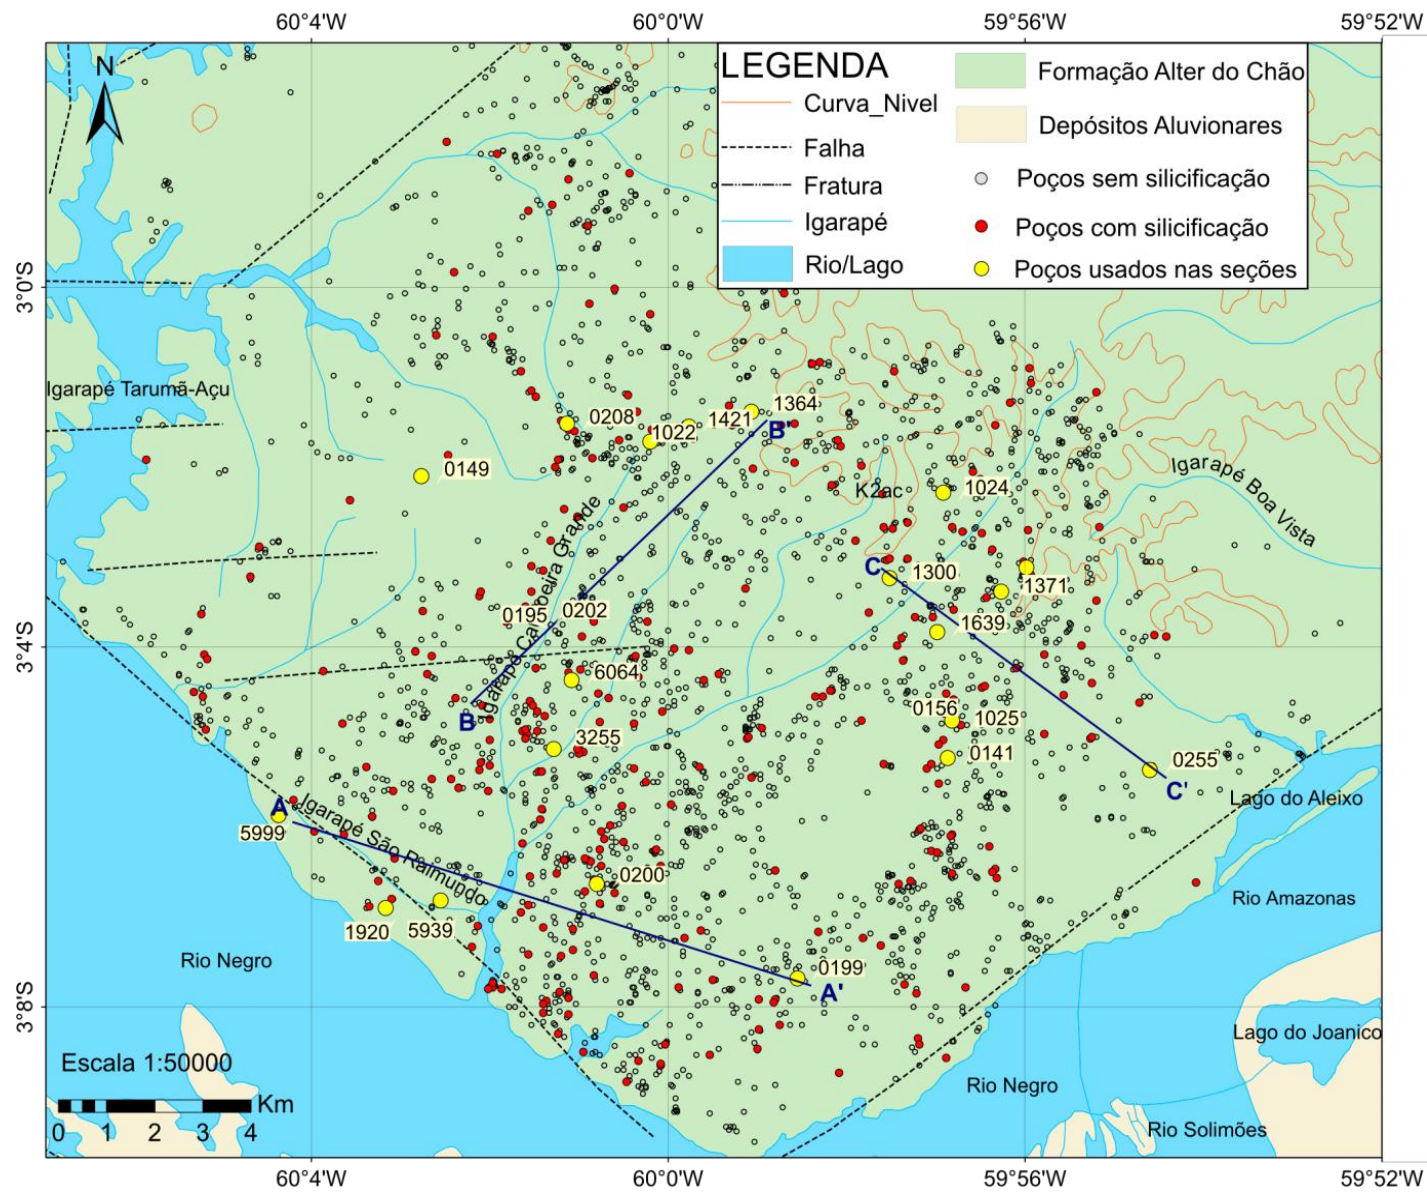 60°4'W
60°0'W
59°56'W
59°52'W
N
LEGENDA
Curva_Nivel
Falha
Fratura
Igarapé
Rio/Lago
Formação Alter do Chão
Depósitos Aluvionares
Poços sem silicificação
Poços com silicificação
Poços usados nas seções
3°0'S
Igarapé Tarumã-Açu
0208
1022
1421
1364
B'
0149
K2ac
1024
Igarapé Boa Vista
Igarapé Cachoeira Grande
C
1300
1371
0195
0202
1639
3°4'S
6064
B
0156
1025
3255
0141
0255
C'
Lago do Aleixo
A
5999
Igarapé São Raimundo
0200
1920
5939
Rio Amazonas
Rio Negro
0199
A'
3°8'S
Lago do Joanico
Escala 1:50000
Km
0 1 2 3 4
Rio Negro
Rio Solimões
60°4'W
60°0'W
59°56'W
59°52'W